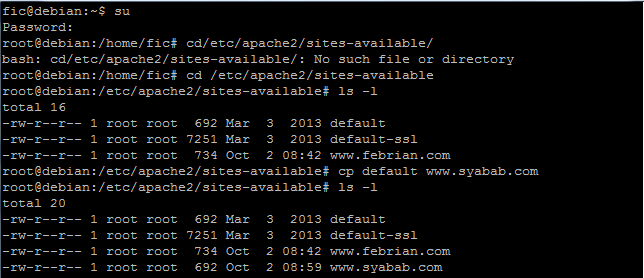 fic@debian:~$ su
Password:
root@debian:/home/fic# cd/etc/apache2/sites-available/
bash: cd/etc/apache2/sites-available/: No such file or directory
root@debian:/home/fic# cd /etc/apache2/sites-available
root@debian:/etc/apache2/sites-available# ls -l
total 16
-rw-r--r-- 1 root root  692 Mar  3  2013 default
-rw-r--r-- 1 root root 7251 Mar  3  2013 default-ssl
-rw-r--r-- 1 root root  734 Oct  2 08:42 www.febrian.com
root@debian:/etc/apache2/sites-available# cp default www.syabab.com
root@debian:/etc/apache2/sites-available# ls -l
total 20
-rw-r--r-- 1 root root  692 Mar  3  2013 default
-rw-r--r-- 1 root root 7251 Mar  3  2013 default-ssl
-rw-r--r-- 1 root root  734 Oct  2 08:42 www.febrian.com
-rw-r--r-- 1 root root  692 Oct  2 08:59 www.syabab.com